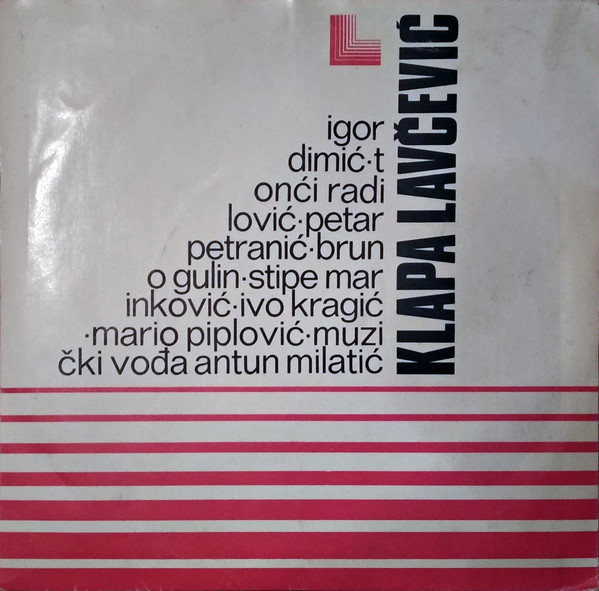 KLAPA LAVČEVIĆ
igor
dimić·t
onći radi
lović·petar
petranić·brun
o gulin·stipe mar
inković·ivo kragić
·mario piplović·muzi
čki vođa antun milatić